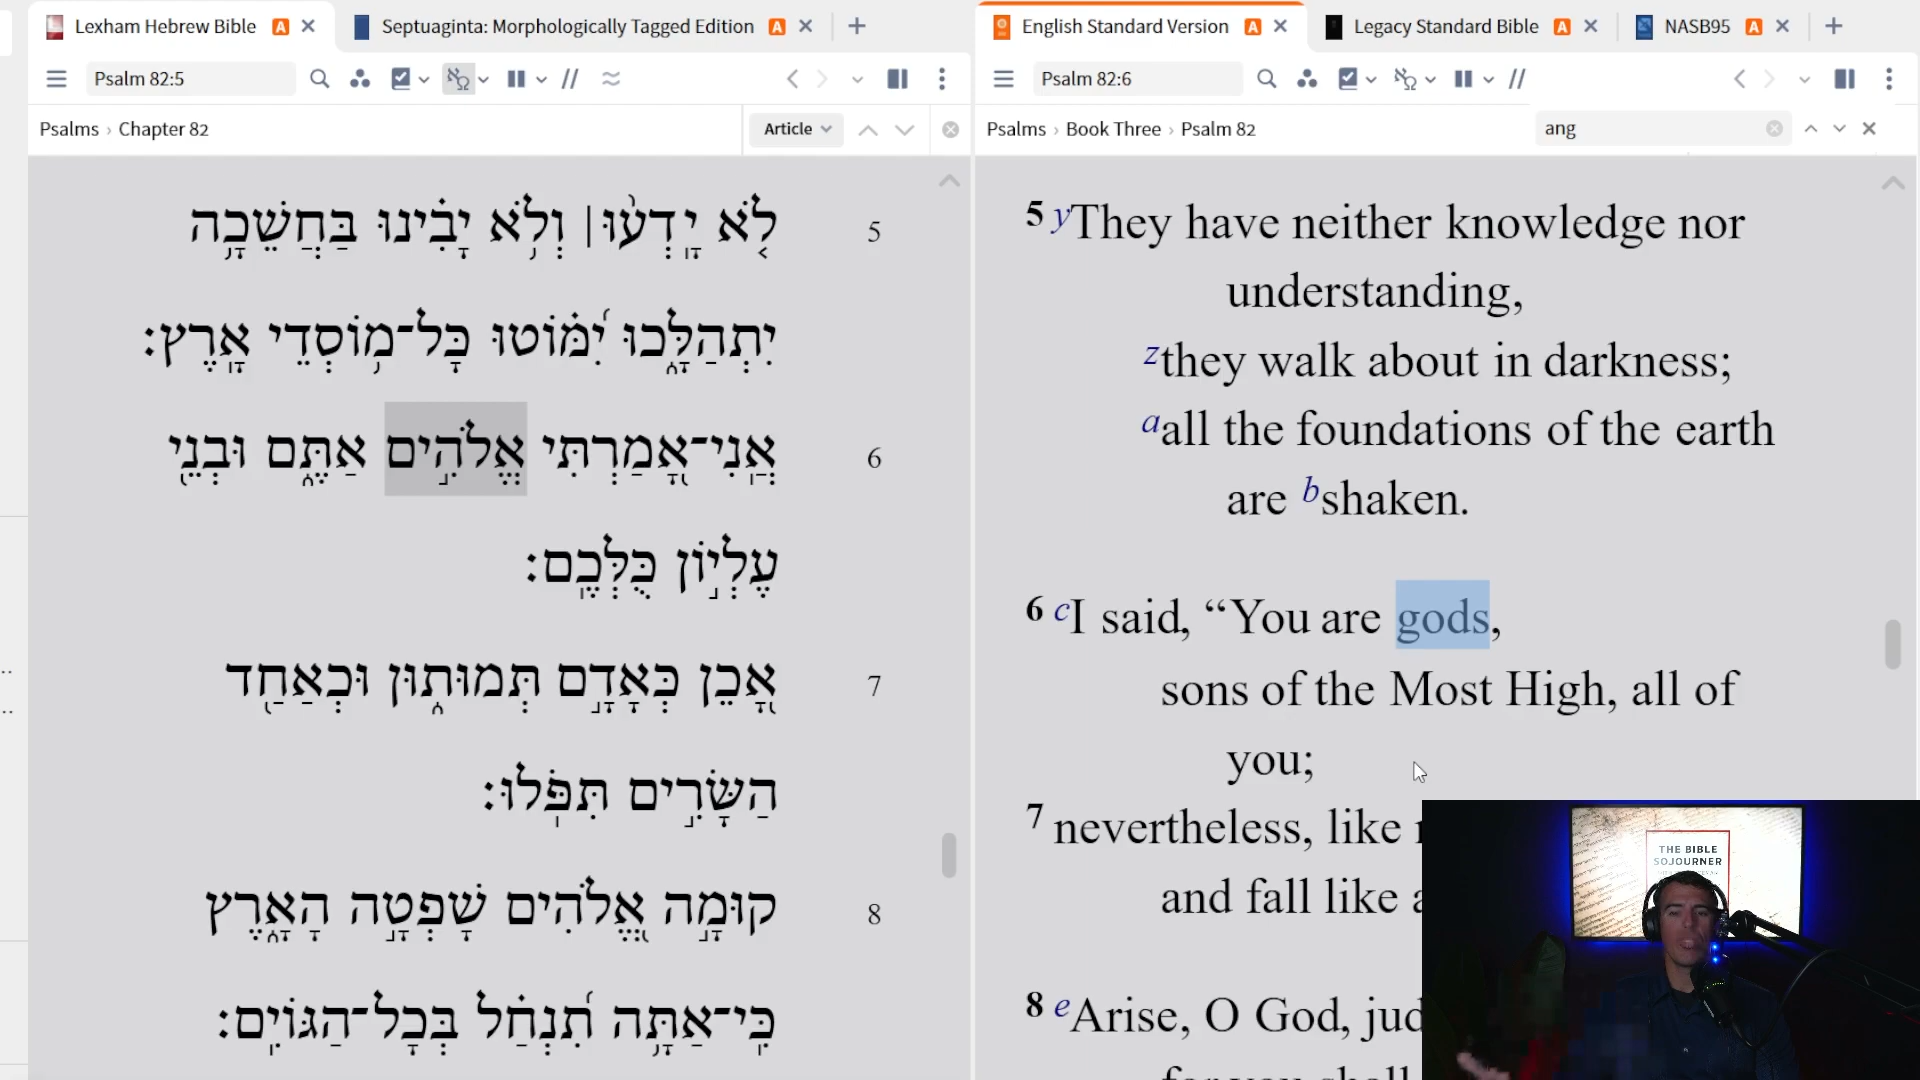 Lexham Hebrew Bible A
Septuaginta: Morphologically Tagged Edition A
Psalm 82:5
Psalms › Chapter 82
Article
לֹ֤א יָֽדְע֨וּ׀ וְלֹ֥א יָבִ֗ינוּ בַּחֲשֵׁכָ֥ה 5
יִתְהַלָּ֑כוּ יִ֝מּ֗וֹטוּ כָּל־מ֥וֹסְדֵי אָֽרֶץ׃
אֲ‍ֽנִי־אָ֭מַרְתִּי אֱלֹהִ֣ים אַתֶּ֑ם וּבְנֵ֖י 6
עֶלְי֣וֹן כֻּלְּכֶֽם׃
אָ֭כֵן כְּאָדָ֣ם תְּמוּת֑וּן וּכְאַחַ֖ד 7
הַשָּׂרִ֣ים תִּפֹּֽלוּ׃
קוּמָ֣ה אֱ֭לֹהִים שָׁפְטָ֣ה הָאָ֑רֶץ 8
כִּֽי־אַתָּ֥ה תִ֝נְחַ֗ל בְּכָל־הַגּוֹיִֽם׃
English Standard Version A
Legacy Standard Bible A
NASB95 A
Psalm 82:6
Psalms › Book Three › Psalm 82
ang
5 yThey have neither knowledge nor
understanding,
zthey walk about in darkness;
aall the foundations of the earth
are bshaken.
6 cI said, “You are gods,
sons of the Most High, all of
you;
7 nevertheless, like
and fall like
8 eArise, O God,
for you shall
THE BIBLE
SOJOURNER